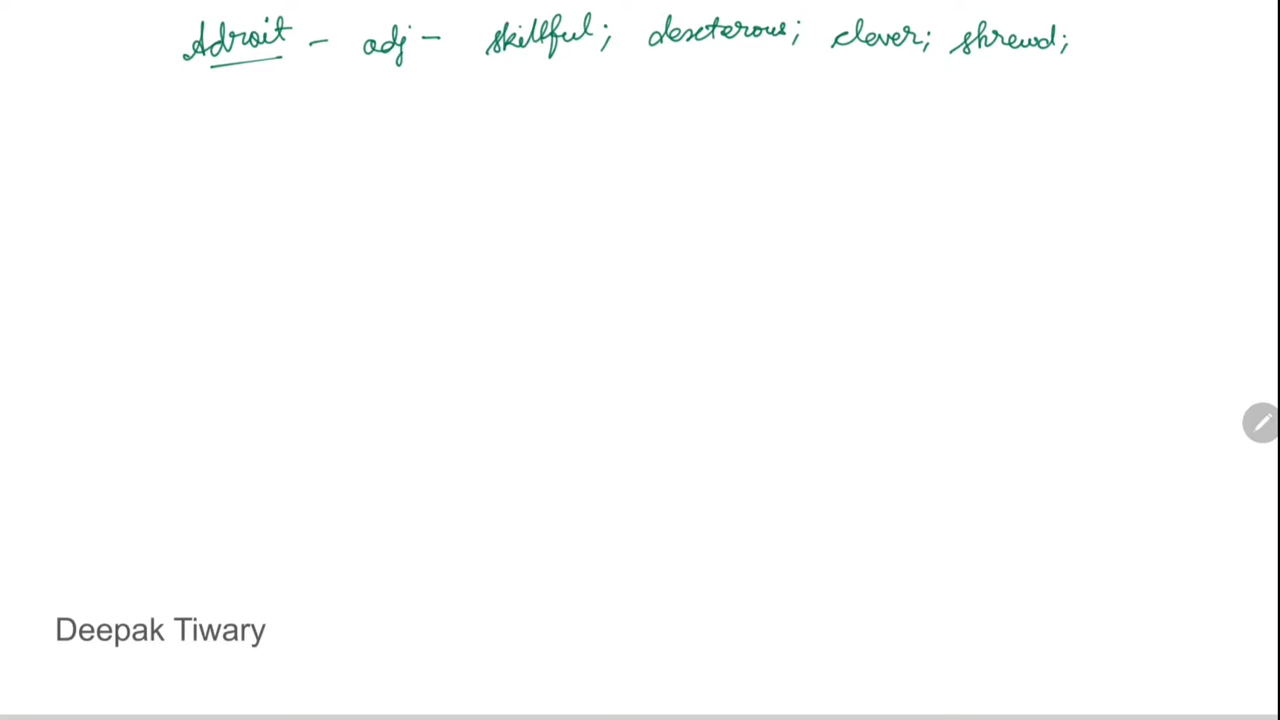 Adroit - adj - skillful; dexterous; clever; shrewd;
Deepak Tiwary